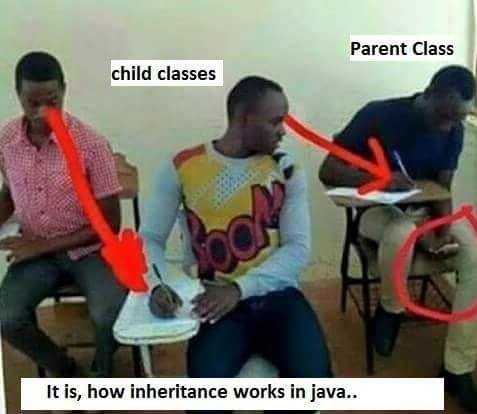 Parent Class
child classes
BOOM
It is, how inheritance works in java..